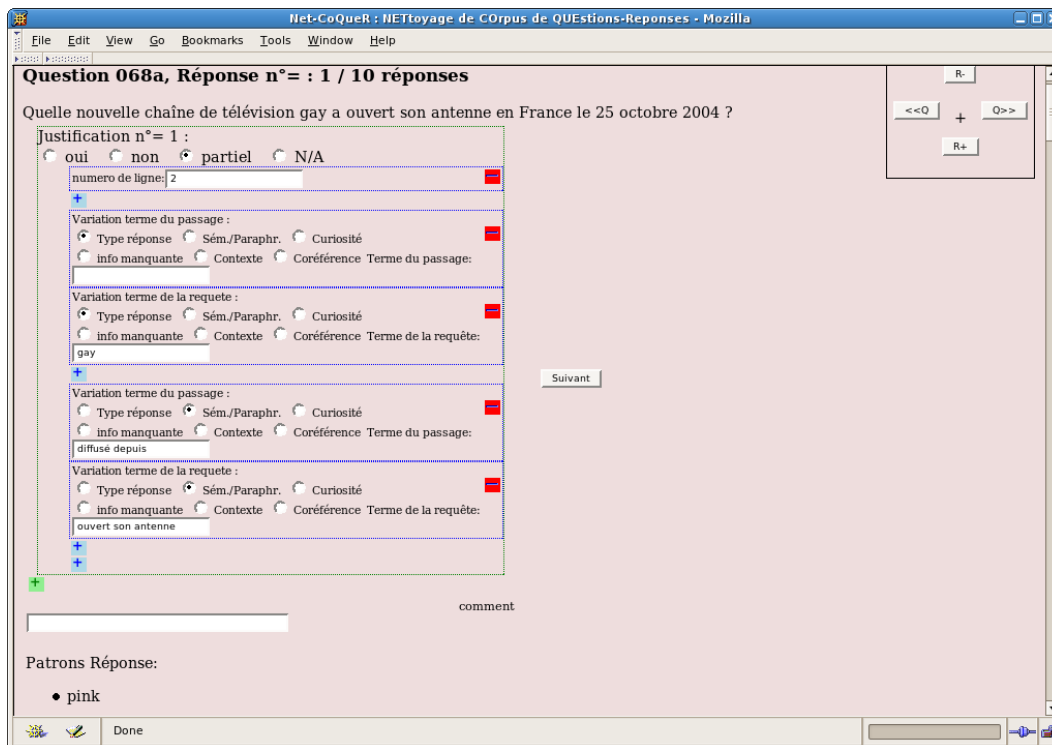 Net-CoQueR : NETtoyage de COrpus de QUEstions-Reponses - Mozilla
File Edit View Go Bookmarks Tools Window Help
Question 068a, Réponse n°= : 1 / 10 réponses
R-
<<Q + Q>>
R+
Quelle nouvelle chaîne de télévision gay a ouvert son antenne en France le 25 octobre 2004 ?
Justification n°= 1 :
oui non partiel N/A
numero de ligne: 2
+
Variation terme du passage :
Type réponse Sém./Paraphr. Curiosité
info manquante Contexte Coréférence Terme du passage:
Variation terme de la requete :
Type réponse Sém./Paraphr. Curiosité
info manquante Contexte Coréférence Terme de la requête:
gay
+
Suivant
Variation terme du passage :
Type réponse Sém./Paraphr. Curiosité
info manquante Contexte Coréférence Terme du passage:
diffusé depuis
Variation terme de la requete :
Type réponse Sém./Paraphr. Curiosité
info manquante Contexte Coréférence Terme de la requête:
ouvert son antenne
+
+
+
comment
Patrons Réponse:
• pink
Done